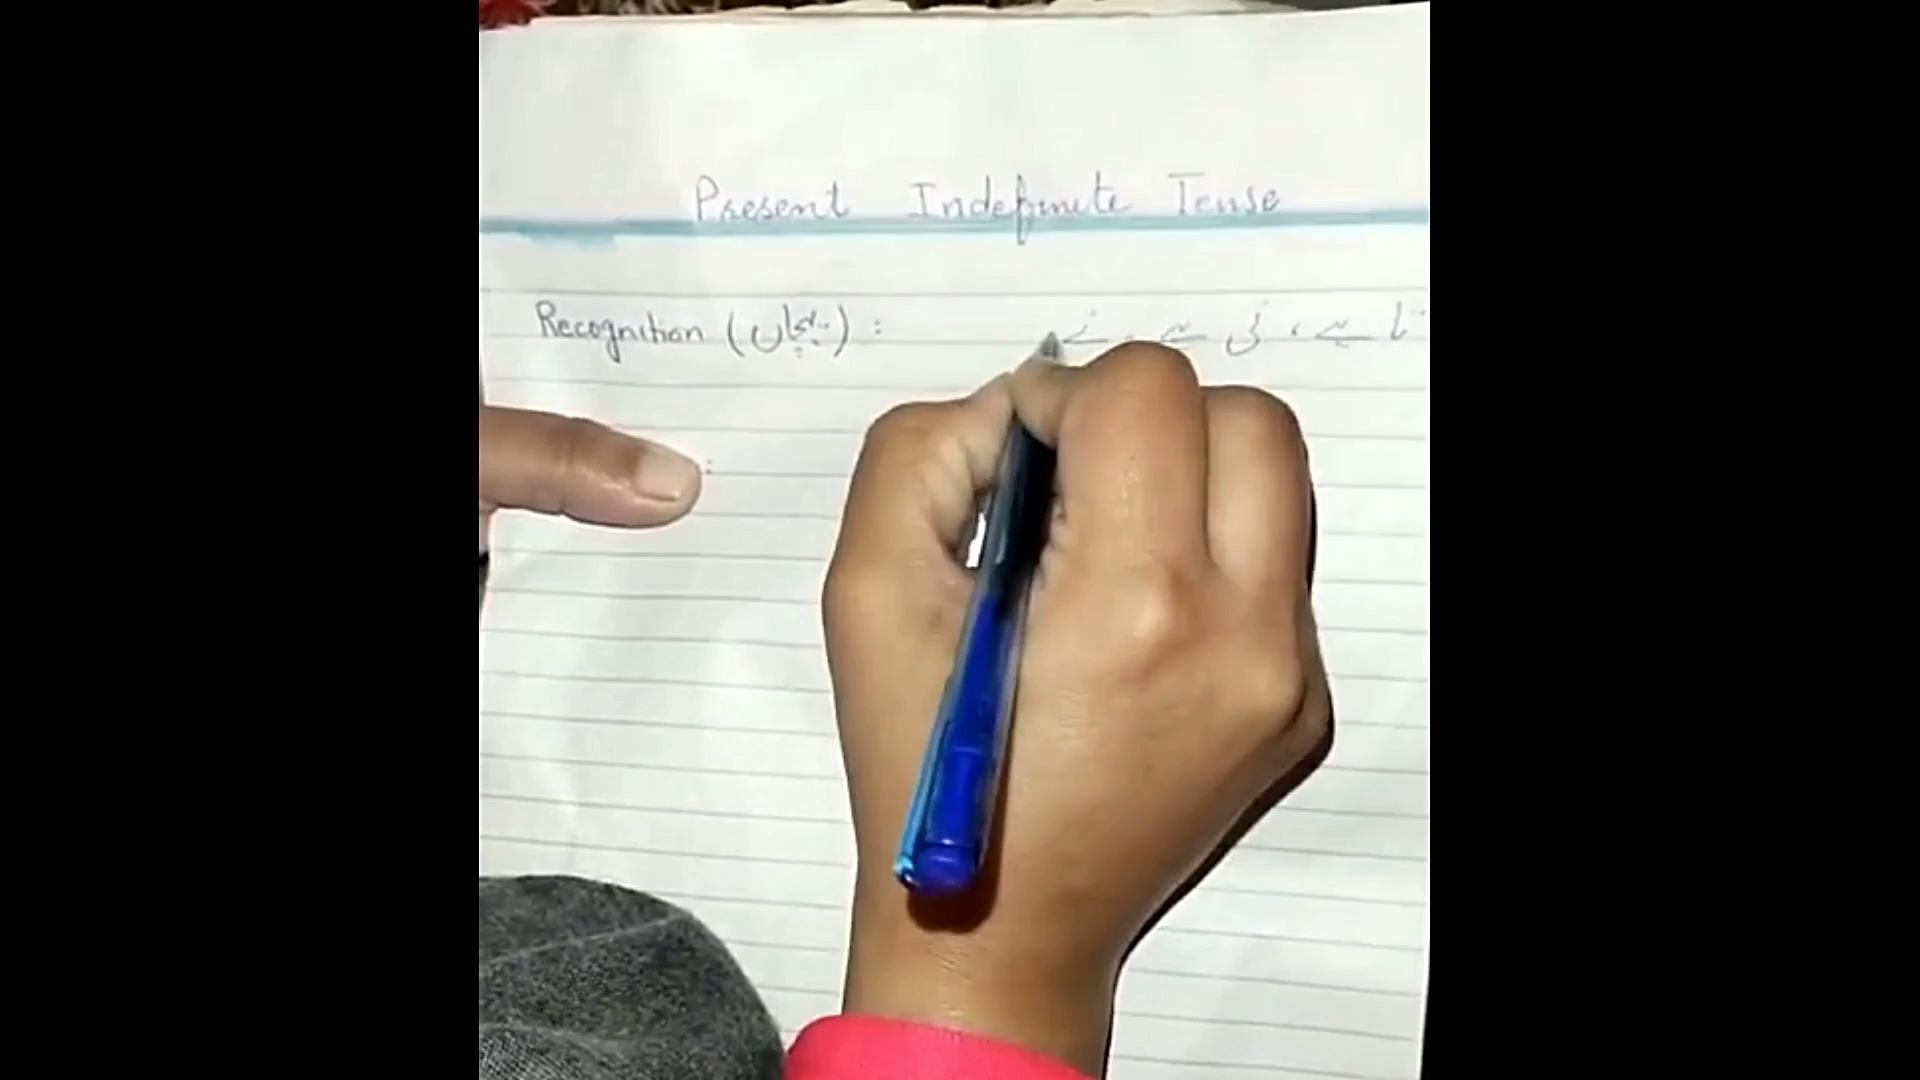 Present Indefinite Tense
Recognition (پہچان) : تا ہے ، تی ہے ، تے
: